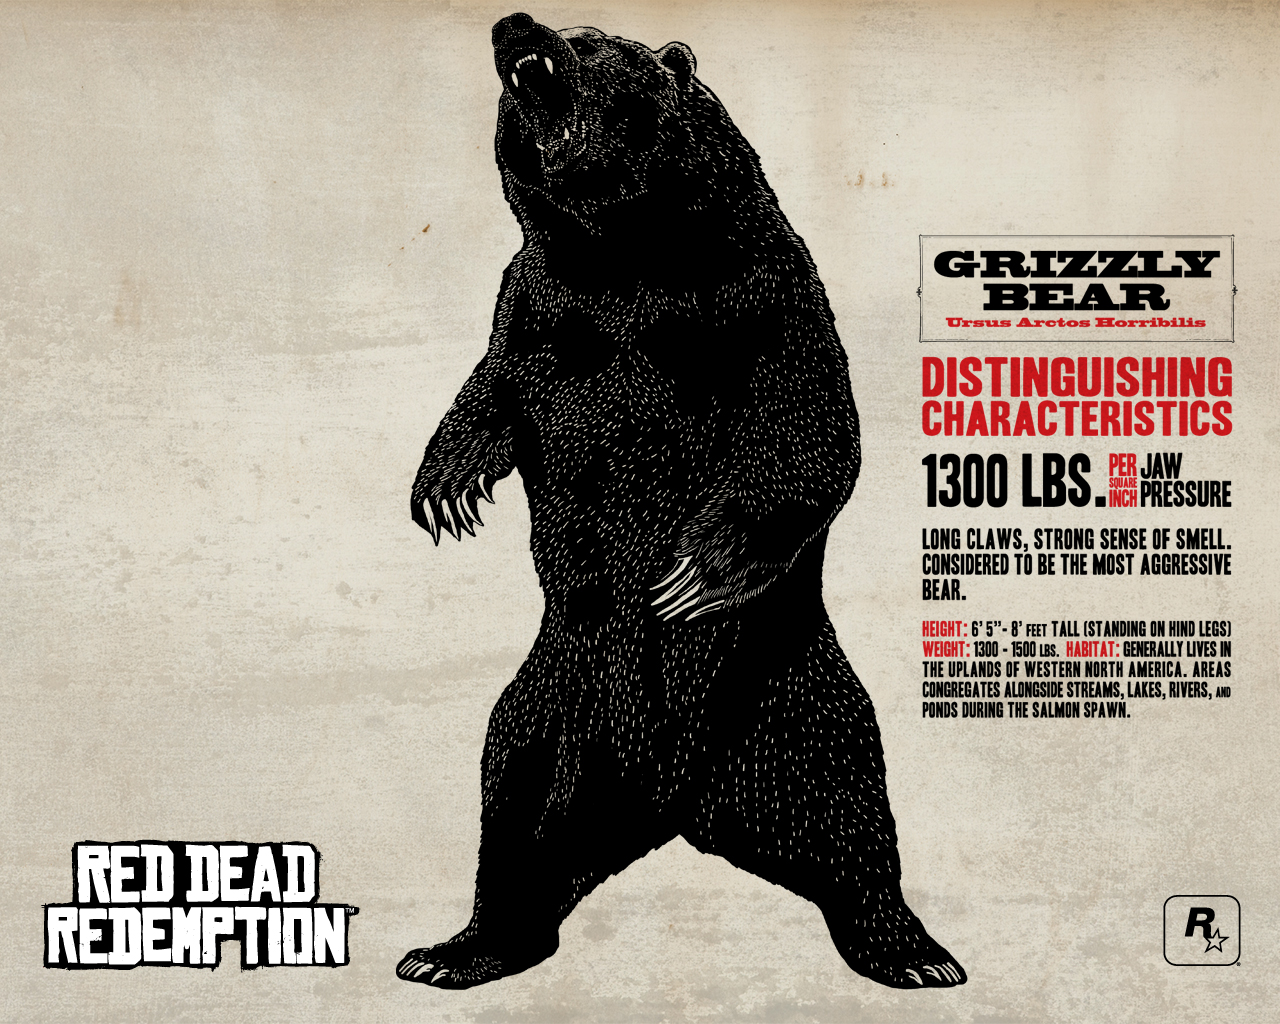 GRIZZLY
BEAR
Ursus Arctos Horribilis
DISTINGUISHING
CHARACTERISTICS
1300 LBS. PER SQUARE INCH JAW PRESSURE
LONG CLAWS, STRONG SENSE OF SMELL.
CONSIDERED TO BE THE MOST AGGRESSIVE
BEAR.
HEIGHT: 6' 5"- 8' FEET TALL (STANDING ON HIND LEGS)
WEIGHT: 1300 - 1500 LBS. HABITAT: GENERALLY LIVES IN
THE UPLANDS OF WESTERN NORTH AMERICA. AREAS
CONGREGATES ALONGSIDE STREAMS, LAKES, RIVERS, AND
PONDS DURING THE SALMON SPAWN.
RED DEAD
REDEMPTION™
R